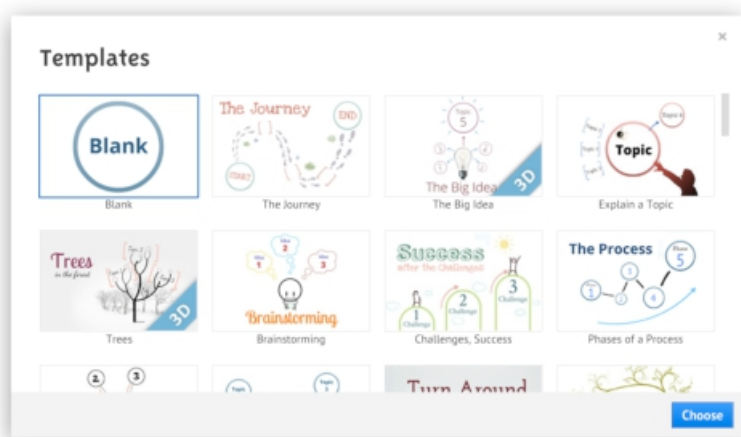 ×
Templates
Blank
Blank
The Journey
START
END
The Journey
Topic
5
The Big Idea
3D
The Big Idea
Topic
Topic 4
Explain a Topic
Trees
in the forest
3D
Trees
1
2
3
Brainstorming
Brainstorming
Success
after the challenges
1
Challenge
2
Challenge
3
Challenge
Challenges, Success
The Process
1
2
3
4
Phase
5
Phases of a Process
2
3
Turn Around
Choose